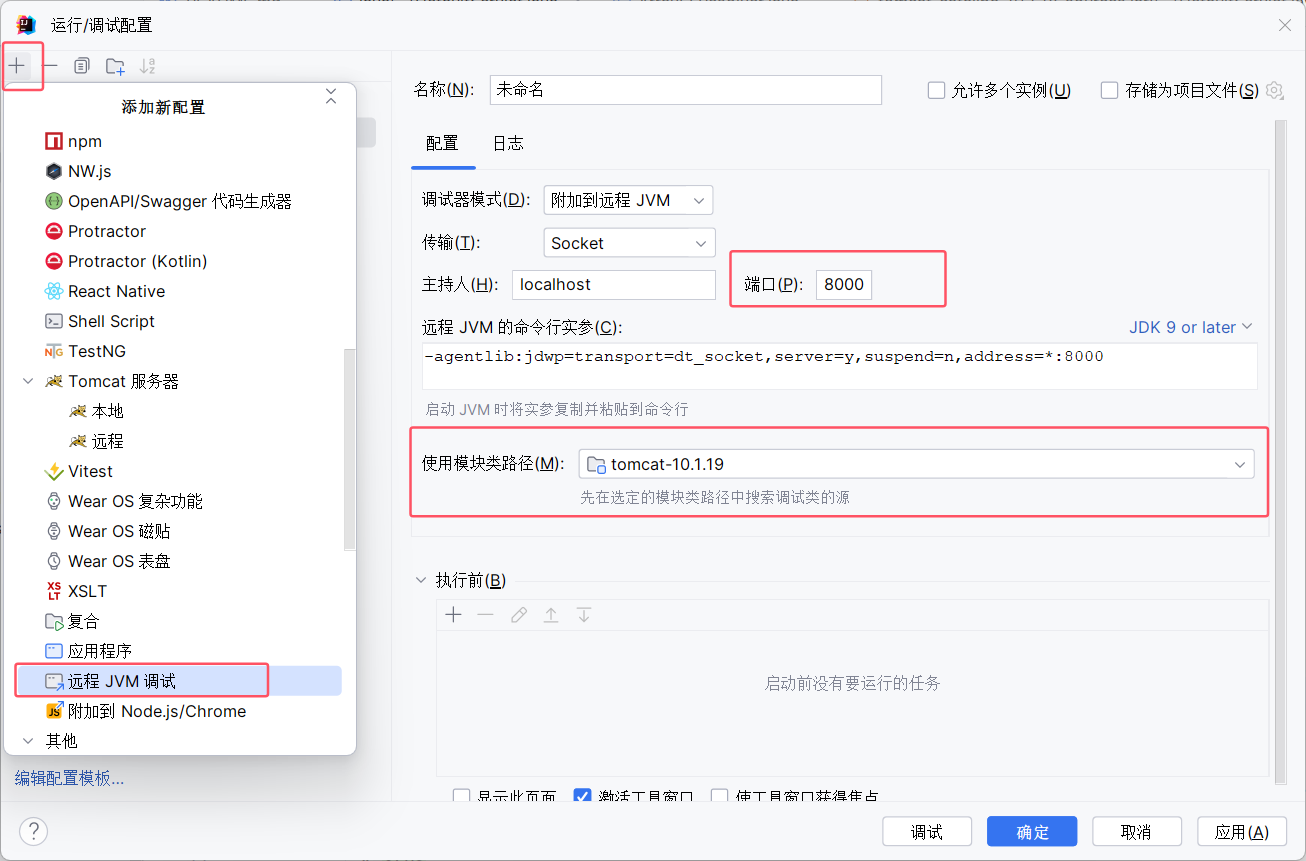 运行/调试配置
添加新配置
npm
NW.js
OpenAPI/Swagger 代码生成器
Protractor
Protractor (Kotlin)
React Native
Shell Script
TestNG
Tomcat 服务器
本地
远程
Vitest
Wear OS 复杂功能
Wear OS 磁贴
Wear OS 表盘
XSLT
复合
应用程序
远程 JVM 调试
附加到 Node.js/Chrome
其他
编辑配置模板...
名称(N): 未命名 允许多个实例(U) 存储为项目文件(S)
配置 日志
调试器模式(D): 附加到远程 JVM
传输(T): Socket
主持人(H): localhost 端口(P): 8000
远程 JVM 的命令行实参(C): JDK 9 or later
-agentlib:jdwp=transport=dt_socket,server=y,suspend=n,address=*:8000
启动 JVM 时将实参复制并粘贴到命令行
使用模块类路径(M): tomcat-10.1.19
先在选定的模块类路径中搜索调试类的源
执行前(B)
启动前没有要运行的任务
显示此页面 激活工具窗口 使工具窗口获得焦点
? 调试 确定 取消 应用(A)